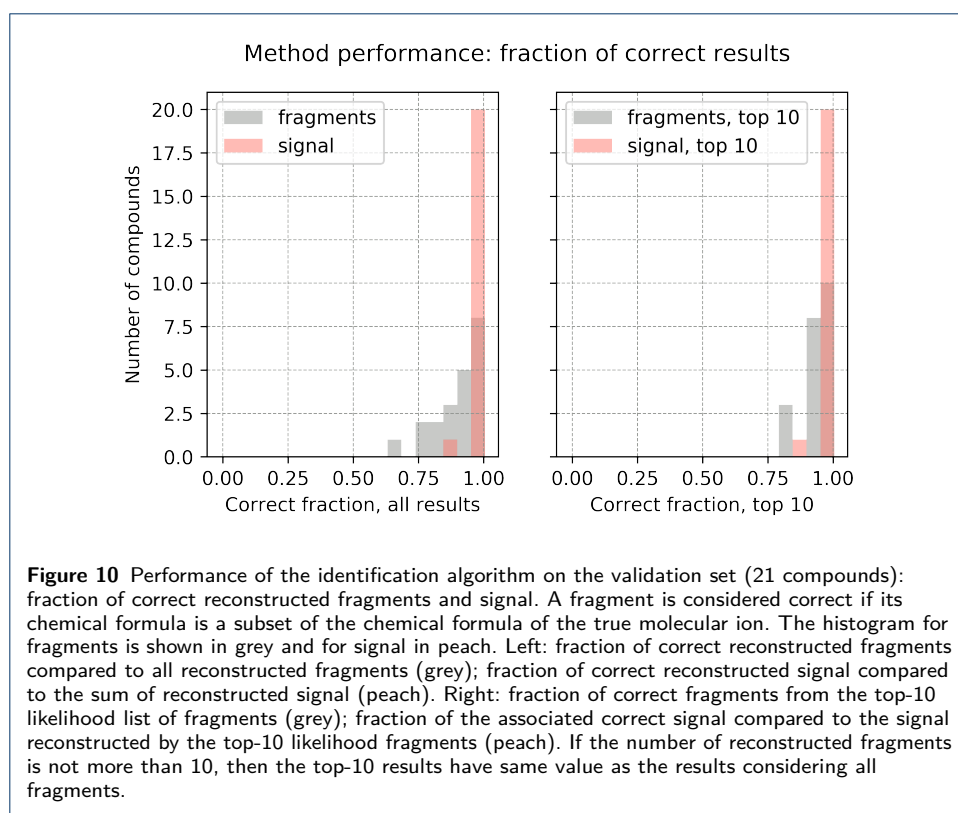 Method performance: fraction of correct results
fragments
signal
20.0
17.5
15.0
12.5
10.0
7.5
5.0
2.5
0.0
Number of compounds
0.00 0.25 0.50 0.75 1.00
Correct fraction, all results
fragments, top 10
signal, top 10
0.00 0.25 0.50 0.75 1.00
Correct fraction, top 10
Figure 10 Performance of the identification algorithm on the validation set (21 compounds):
fraction of correct reconstructed fragments and signal. A fragment is considered correct if its
chemical formula is a subset of the chemical formula of the true molecular ion. The histogram for
fragments is shown in grey and for signal in peach. Left: fraction of correct reconstructed fragments
compared to all reconstructed fragments (grey); fraction of correct reconstructed signal compared
to the sum of reconstructed signal (peach). Right: fraction of correct fragments from the top-10
likelihood list of fragments (grey); fraction of the associated correct signal compared to the signal
reconstructed by the top-10 likelihood fragments (peach). If the number of reconstructed fragments
is not more than 10, then the top-10 results have same value as the results considering all
fragments.